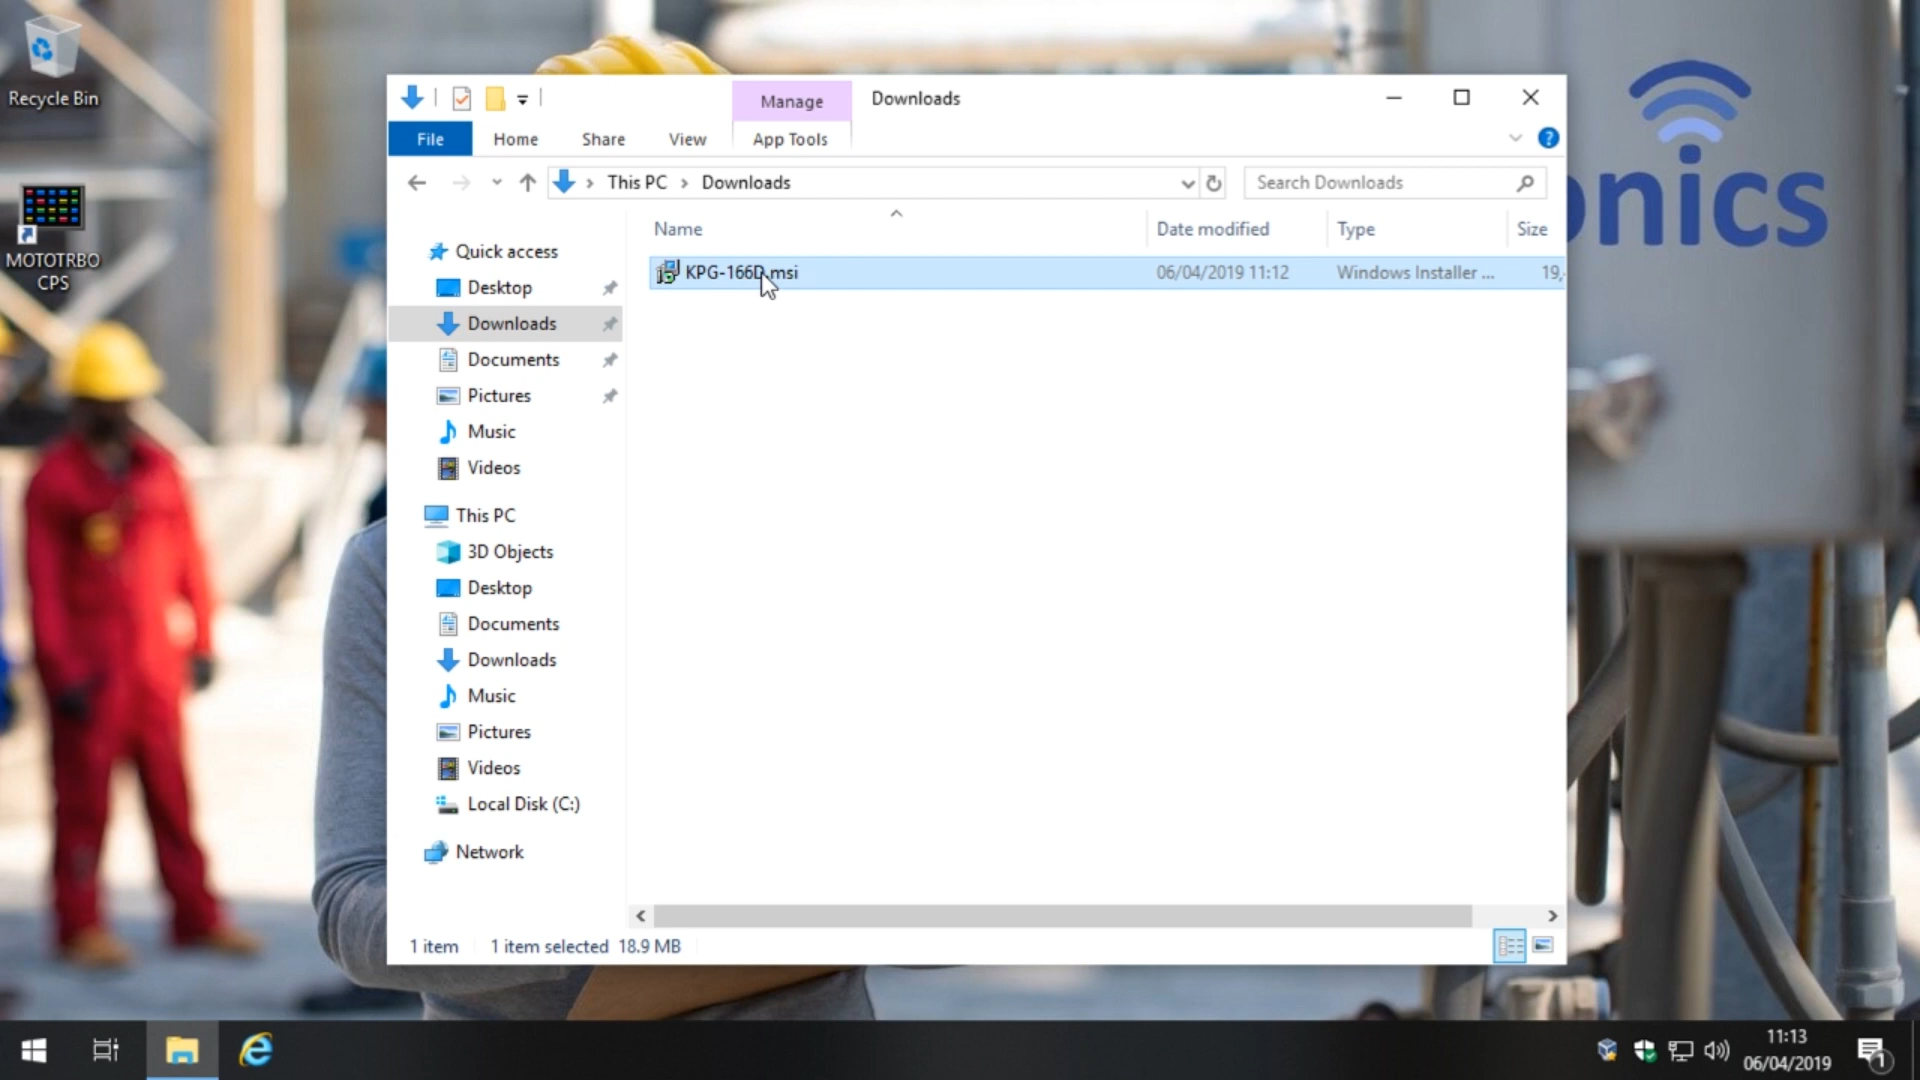 Recycle Bin
MOTOTRBO
CPS
Manage
Downloads
File
Home
Share
View
App Tools
This PC
Downloads
Search Downloads
Name
Date modified
Type
Size
Quick access
Desktop
Downloads
Documents
Pictures
Music
Videos
This PC
3D Objects
Desktop
Documents
Downloads
Music
Pictures
Videos
Local Disk (C:)
Network
KPG-166D.msi
06/04/2019 11:12
Windows Installer ...
19,
1 item
1 item selected 18.9 MB
onics
11:13
06/04/2019
1